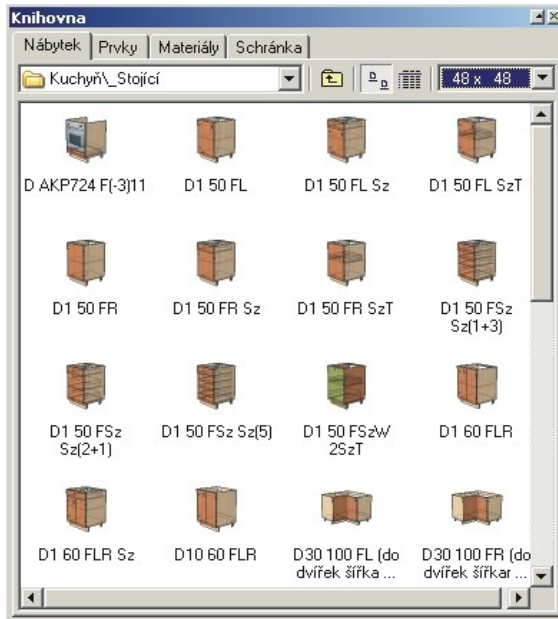 Knihovna
Nábytek Prvky Materiály Schránka
Kuchyň\_Stojící 48 x 48
D AKP724 F(-3)11 D1 50 FL D1 50 FL Sz D1 50 FL SzT
D1 50 FR D1 50 FR Sz D1 50 FR SzT D1 50 FSz
Sz(1+3)
D1 50 FSz D1 50 FSz Sz(5) D1 50 FSzW D1 60 FLR
Sz(2+1) 2SzT
D1 60 FLR Sz D10 60 FLR D30 100 FL (do D30 100 FR (do
dvířek šířka ... dvířek šířkar ...